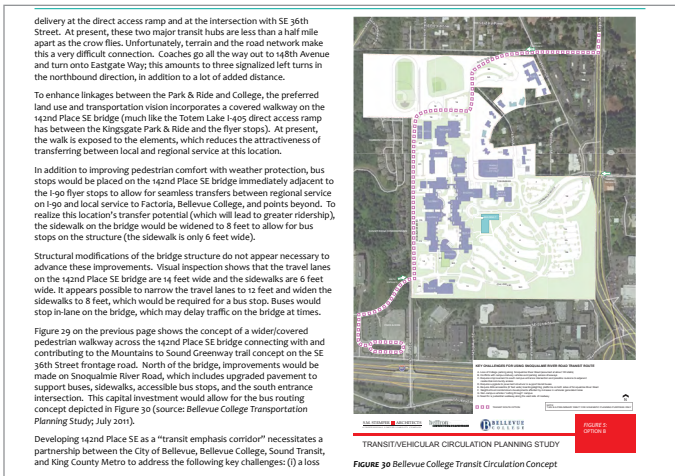 delivery at the direct access ramp and at the intersection with SE 36th
Street. At present, these two major transit hubs are less than a half mile
apart as the crow flies. Unfortunately, terrain and the road network make
this a very difficult connection. Coaches go all the way out to 148th Avenue
and turn onto Eastgate Way; this amounts to three signalized left turns in
the northbound direction, in addition to a lot of added distance.
To enhance linkages between the Park & Ride and College, the preferred
land use and transportation vision incorporates a covered walkway on the
142nd Place SE bridge (much like the Totem Lake I-405 direct access ramp
has between the Kingsgate Park & Ride and the flyer stops). At present,
the walk is exposed to the elements, which reduces the attractiveness of
transferring between local and regional service at this location.
In addition to improving pedestrian comfort with weather protection, bus
stops would be placed on the 142nd Place SE bridge immediately adjacent to
the I-90 flyer stops to allow for seamless transfers between regional service
on I-90 and local service to Factoria, Bellevue College, and points beyond. To
realize this location's transfer potential (which will lead to greater ridership),
the sidewalk on the bridge would be widened to 8 feet to allow for bus
stops on the structure (the sidewalk is only 6 feet wide).
Structural modifications of the bridge structure do not appear necessary to
advance these improvements. Visual inspection shows that the travel lanes
on the 142nd Place SE bridge are 14 feet wide and the sidewalks are 6 feet
wide. It appears possible to narrow the travel lanes to 12 feet and widen the
sidewalks to 8 feet, which would be required for a bus stop. Buses would
stop in-lane on the bridge, which may delay traffic on the bridge at times.
Figure 29 on the previous page shows the concept of a wider/covered
pedestrian walkway across the 142nd Place SE bridge connecting with and
contributing to the Mountains to Sound Greenway trail concept on the SE
36th Street frontage road. North of the bridge, improvements would be
made on Snoqualmie River Road, which includes upgraded pavement to
support buses, sidewalks, accessible bus stops, and the south entrance
intersection. This capital investment would allow for the bus routing
concept depicted in Figure 30 (source: Bellevue College Transportation
Planning Study; July 2011).
Developing 142nd Place SE as a "transit emphasis corridor" necessitates a
partnership between the City of Bellevue, Bellevue College, Sound Transit,
and King County Metro to address the following key challenges: (i) a loss
KEY CHALLENGES FOR USING SNOQUALMIE RIVER ROAD TRANSIT ROUTE
BELLEVUE
COLLEGE
FIGURE 5:
OPTION B
TRANSIT/VEHICULAR CIRCULATION PLANNING STUDY
FIGURE 30 Bellevue College Transit Circulation Concept